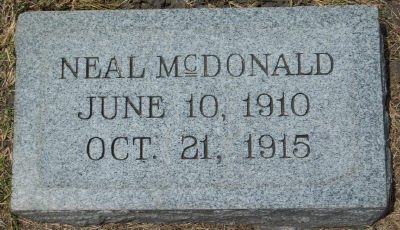 NEAL McDONALD
JUNE 10, 1910
OCT. 21, 1915